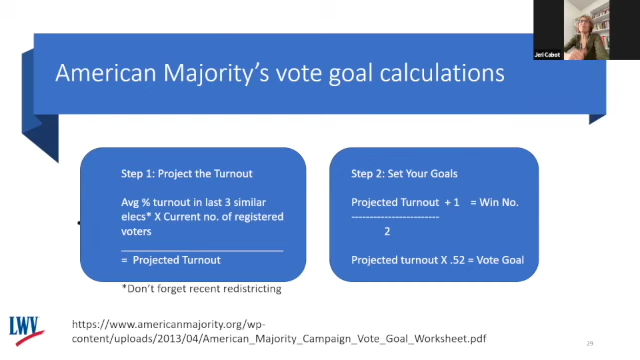 Jeri Cabot
American Majority's vote goal calculations
Step 1: Project the Turnout
Avg % turnout in last 3 similar
elecs* X Current no. of registered
voters
= Projected Turnout
*Don't forget recent redistricting
Step 2: Set Your Goals
Projected Turnout + 1 = Win No.
-----------------------
2
Projected turnout X .52 = Vote Goal
LWV
https://www.americanmajority.org/wp-
content/uploads/2013/04/American_Majority_Campaign_Vote_Goal_Worksheet.pdf
29